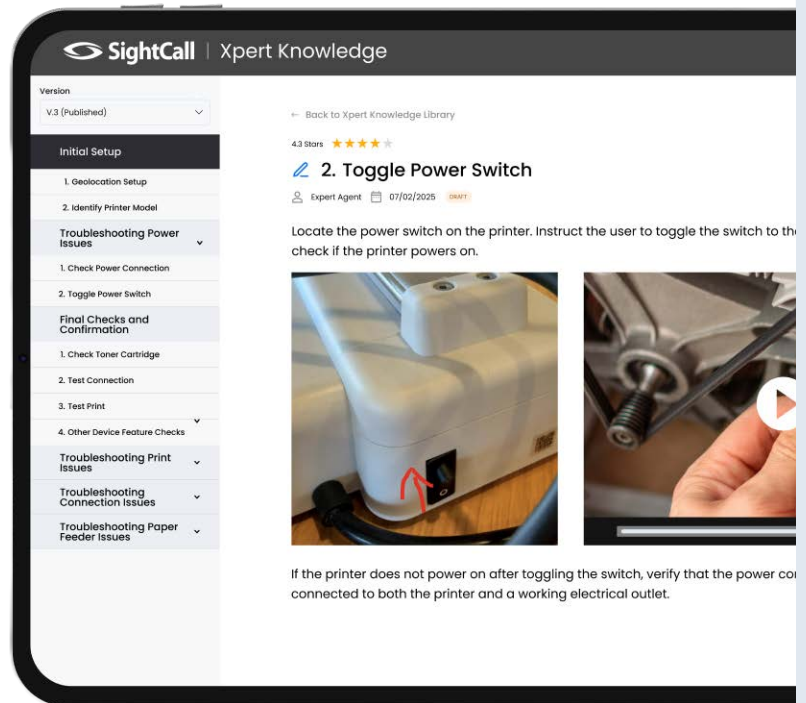 SightCall | Xpert Knowledge
Version
V.3 (Published)
Initial Setup
1. Geolocation Setup
2. Identify Printer Model
Troubleshooting Power
Issues
1. Check Power Connection
2. Toggle Power Switch
Final Checks and
Confirmation
1. Check Toner Cartridge
2. Test Connection
3. Test Print
4. Other Device Feature Checks
Troubleshooting Print
Issues
Troubleshooting
Connection Issues
Troubleshooting Paper
Feeder Issues
← Back to Xpert Knowledge Library
4.3 Stars
2. Toggle Power Switch
Expert Agent 07/02/2025 DRAFT
Locate the power switch on the printer. Instruct the user to toggle the switch to
check if the printer powers on.
If the printer does not power on after toggling the switch, verify that the power
connected to both the printer and a working electrical outlet.